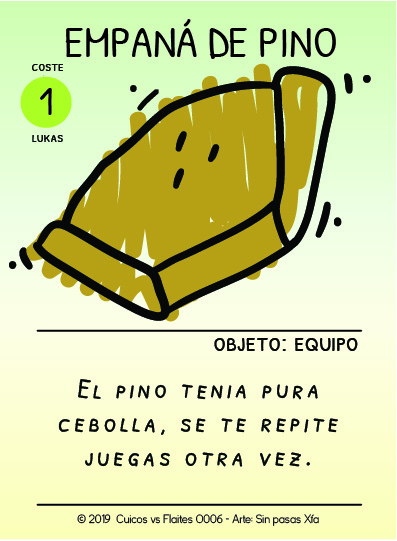 EMPANÁ DE PINO
COSTE
1
LUKAS
OBJETO: EQUIPO
EL PINO TENIA PURA
CEBOLLA, SE TE REPITE
JUEGAS OTRA VEZ.
© 2019 Cuicos vs Flaites 0006 - Arte: Sin pasas Xfa